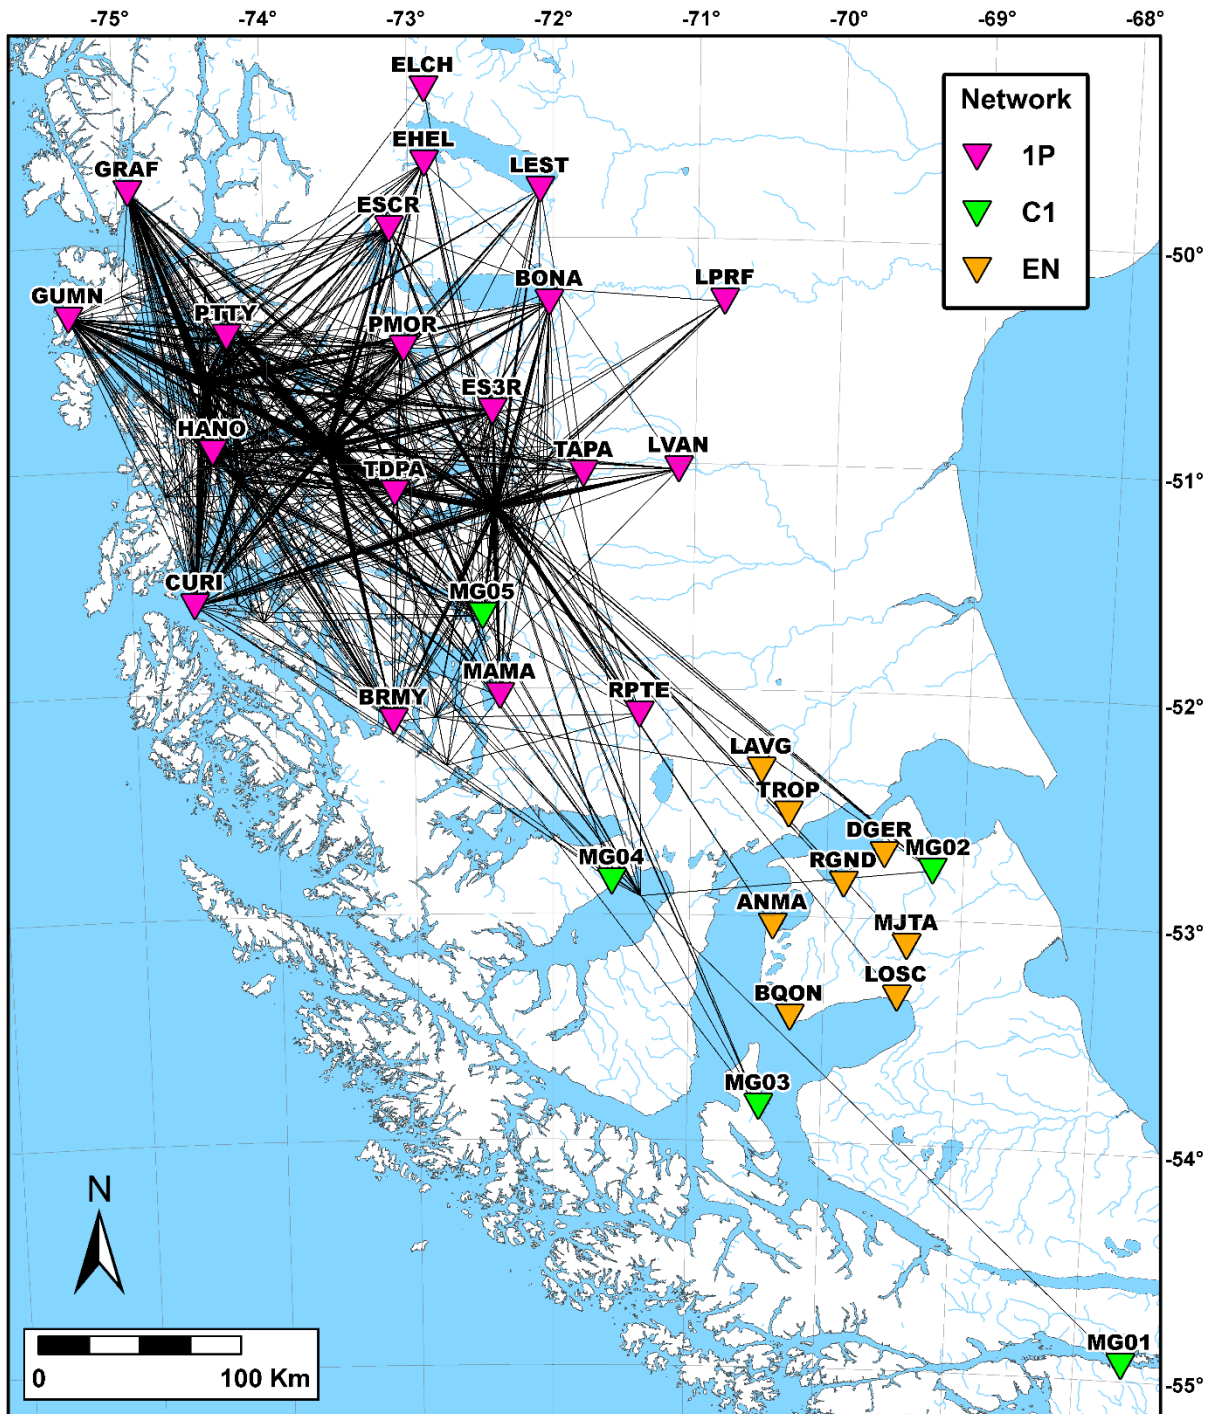 -75° -74° -73° -72° -71° -70° -69° -68°
ELCH
Network
1P
C1
EN
EHEL
LEST
GRAF
ESCR
-50°
BONA
LPRF
GUMN
PTTY
PMOR
ES3R
HANO
TAPA
LVAN
TDPA
-51°
CURI
MG05
MAMA
BRMY
RPTE
-52°
LAVG
TROP
DGER
MG02
MG04
RGND
ANMA
MJTA
-53°
LOSC
BQON
MG03
-54°
N
MG01
0 100 Km
-55°